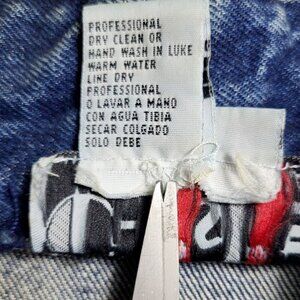 PROFESSIONAL
DRY CLEAN OR
HAND WASH IN LUKE
WARM WATER
LINE DRY
PROFESSIONAL
O LAVAR A MANO
CON AGUA TIBIA
SECAR COLGADO
SOLO DEBE